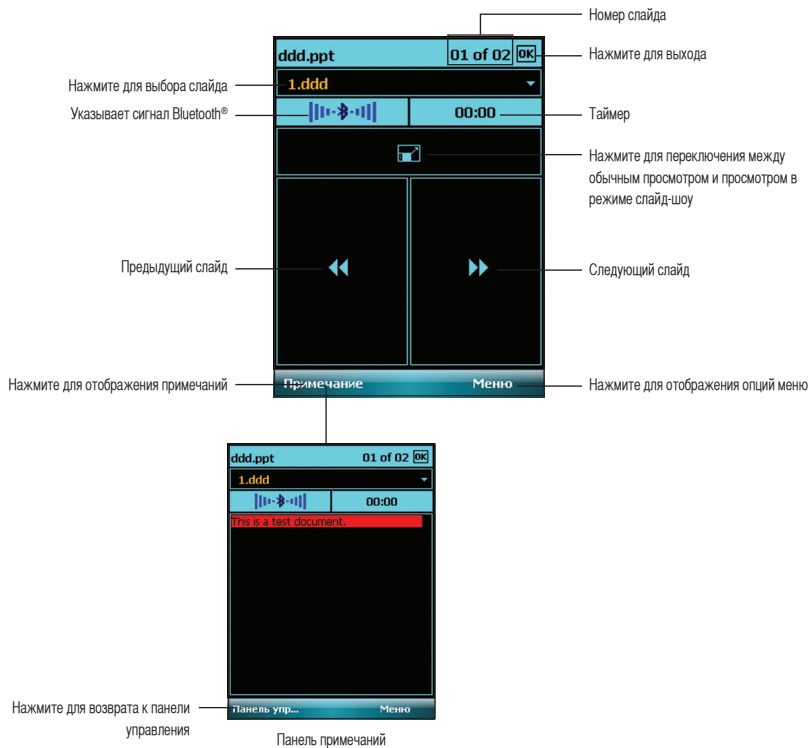 Номер слайда
ddd.ppt
01 of 02 OK
Нажмите для выхода
Нажмите для выбора слайда
1.ddd
Указывает сигнал Bluetooth®
00:00
Таймер
Нажмите для переключения между
обычным просмотром и просмотром в
режиме слайд-шоу
Предыдущий слайд
Следующий слайд
Нажмите для отображения примечаний
Примечание
Меню
Нажмите для отображения опций меню
ddd.ppt
01 of 02 OK
1.ddd
00:00
This is a test document.
Нажмите для возврата к панели
управления
Панель упр...
Меню
Панель примечаний